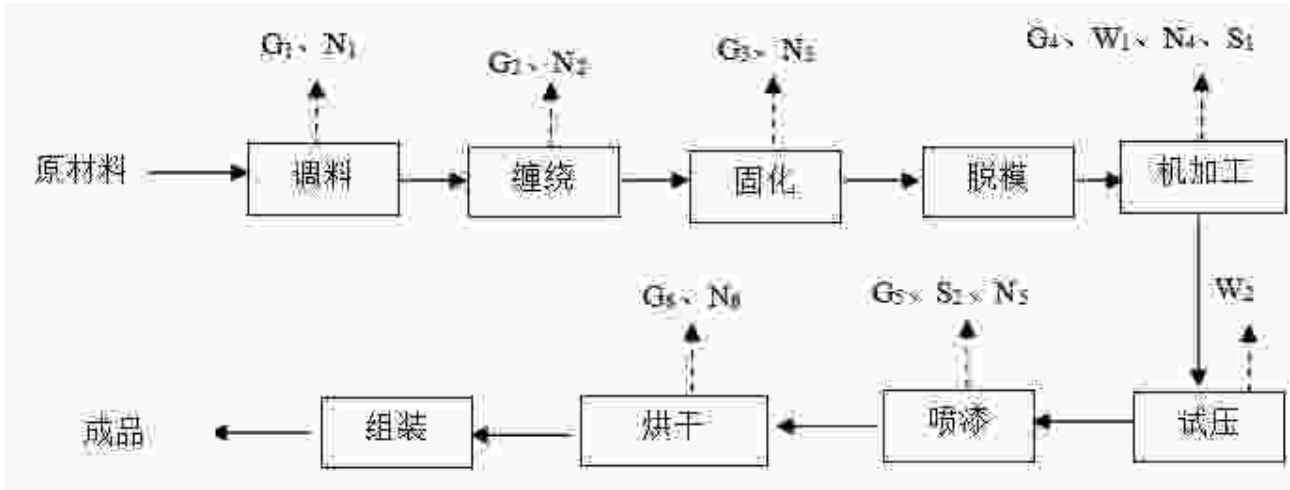 G₁、N₁
G₂、N₂
G₃、N₃
G₄、W₁、N₄、S₁
原材料
调料
缠绕
固化
脱模
机加工
G₆、N₆
G₅、S₂、N₅
W₂
成品
组装
烘干
喷漆
试压